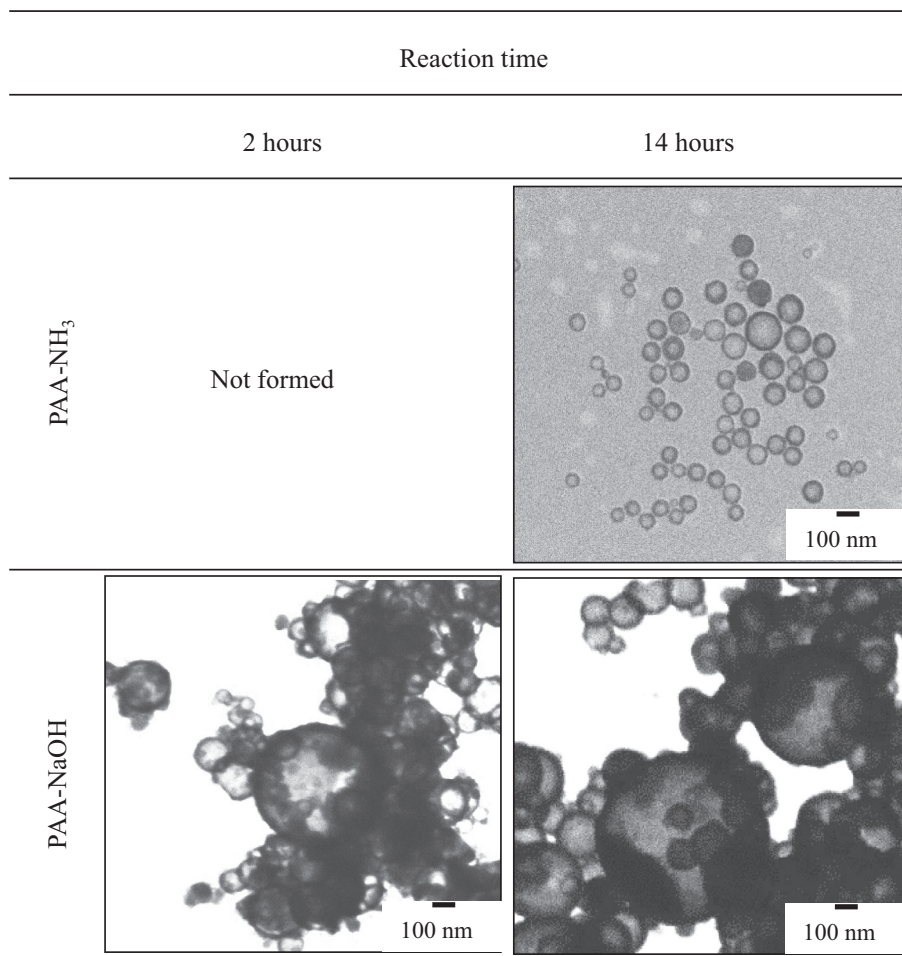 Reaction time
2 hours
14 hours
PAA-NH₃
Not formed
100 nm
PAA-NaOH
100 nm
100 nm